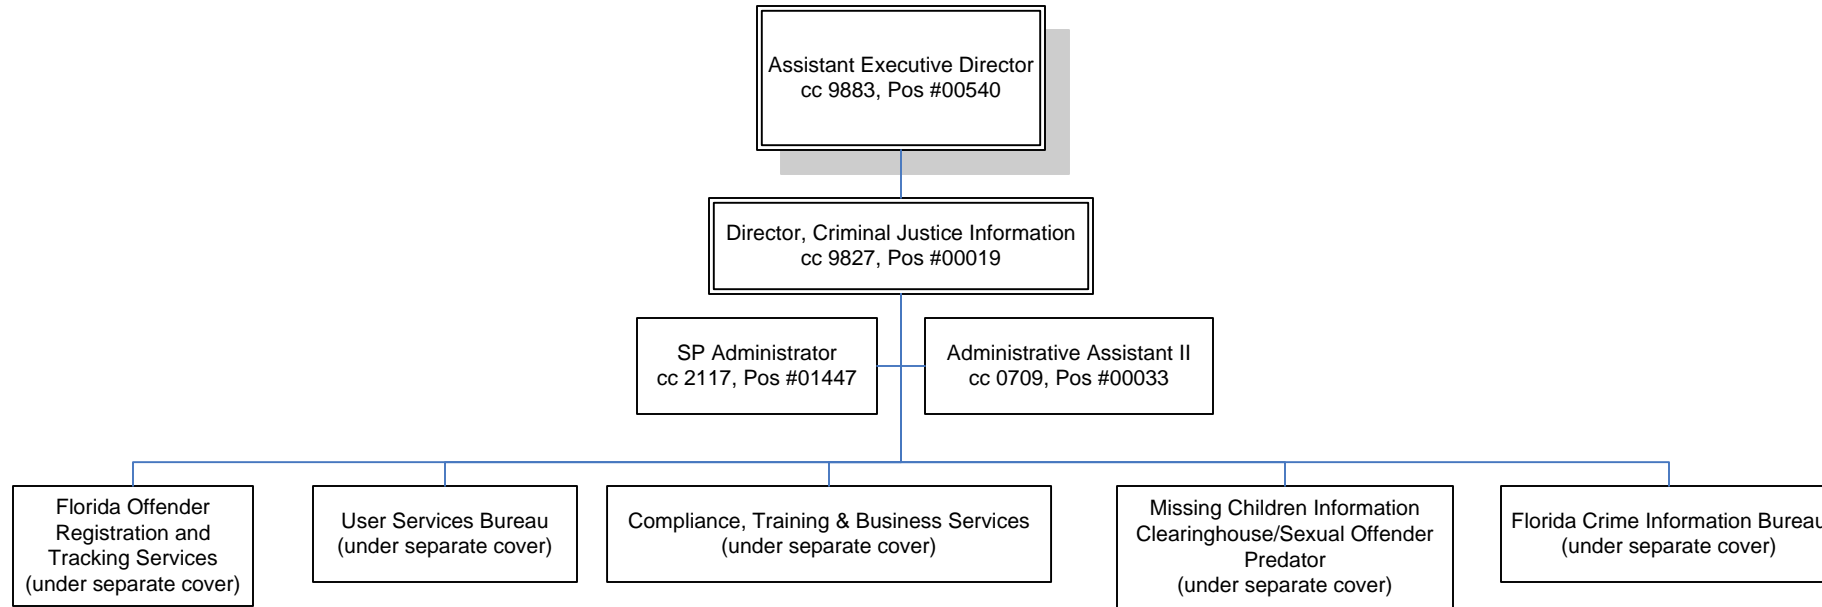 Assistant Executive Director
cc 9883, Pos #00540
Director, Criminal Justice Information
cc 9827, Pos #00019
SP Administrator
cc 2117, Pos #01447
Administrative Assistant II
cc 0709, Pos #00033
Florida Offender
Registration and
Tracking Services
(under separate cover)
User Services Bureau
(under separate cover)
Compliance, Training & Business Services
(under separate cover)
Missing Children Information
Clearinghouse/Sexual Offender
Predator
(under separate cover)
Florida Crime Information Bureau
(under separate cover)